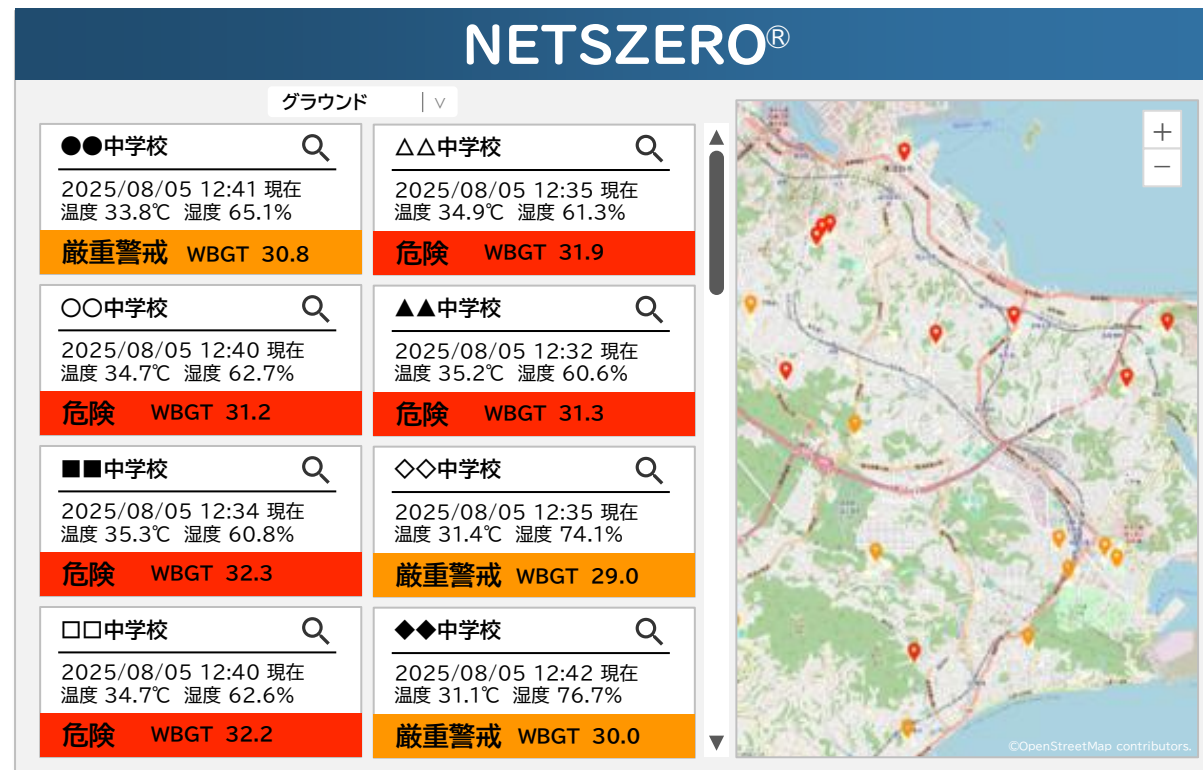 NETSZERO®
グラウンド
●●中学校
2025/08/05 12:41 現在
温度 33.8℃ 湿度 65.1%
厳重警戒 WBGT 30.8
△△中学校
2025/08/05 12:35 現在
温度 34.9℃ 湿度 61.3%
危険 WBGT 31.9
○○中学校
2025/08/05 12:40 現在
温度 34.7℃ 湿度 62.7%
危険 WBGT 31.2
▲▲中学校
2025/08/05 12:32 現在
温度 35.2℃ 湿度 60.6%
危険 WBGT 31.3
■■中学校
2025/08/05 12:34 現在
温度 35.3℃ 湿度 60.8%
危険 WBGT 32.3
◇◇中学校
2025/08/05 12:35 現在
温度 31.4℃ 湿度 74.1%
厳重警戒 WBGT 29.0
□□中学校
2025/08/05 12:40 現在
温度 34.7℃ 湿度 62.6%
危険 WBGT 32.2
◆◆中学校
2025/08/05 12:42 現在
温度 31.1℃ 湿度 76.7%
厳重警戒 WBGT 30.0
©OpenStreetMap contributors.